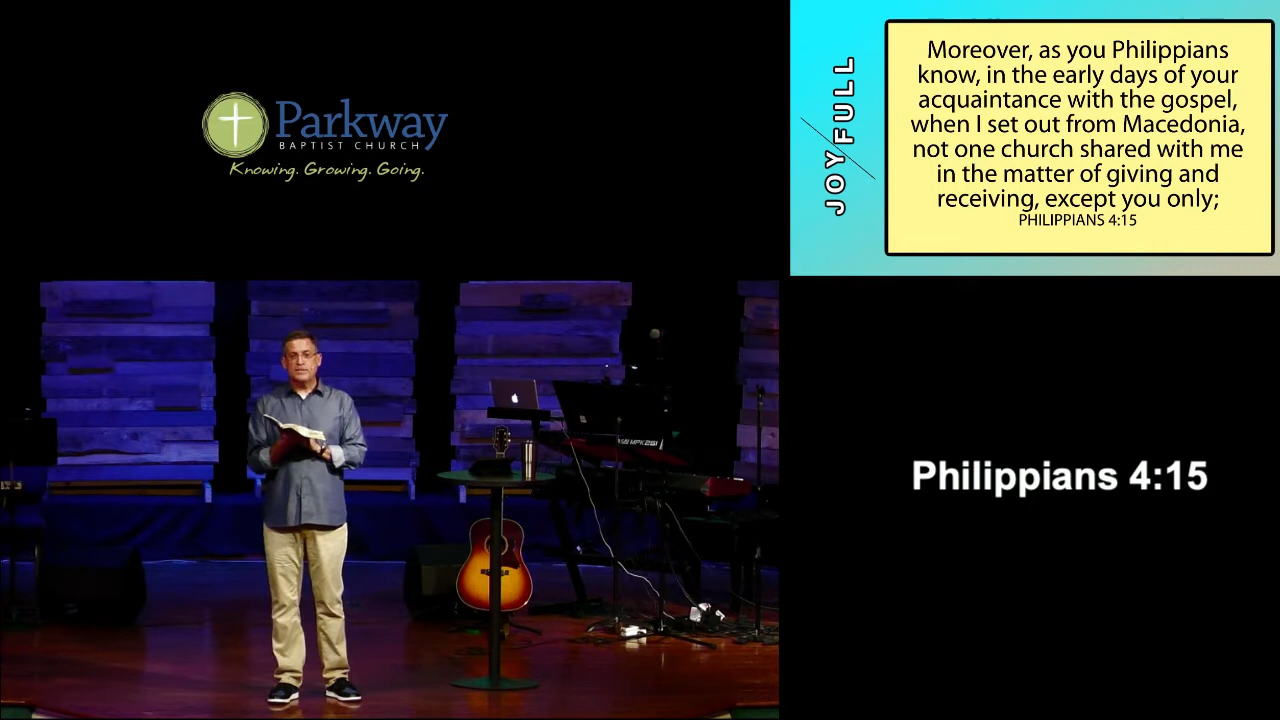 Parkway
BAPTIST CHURCH
Knowing. Growing. Going.
JOYFULL
Moreover, as you Philippians
know, in the early days of your
acquaintance with the gospel,
when I set out from Macedonia,
not one church shared with me
in the matter of giving and
receiving, except you only;
PHILIPPIANS 4:15
Philippians 4:15